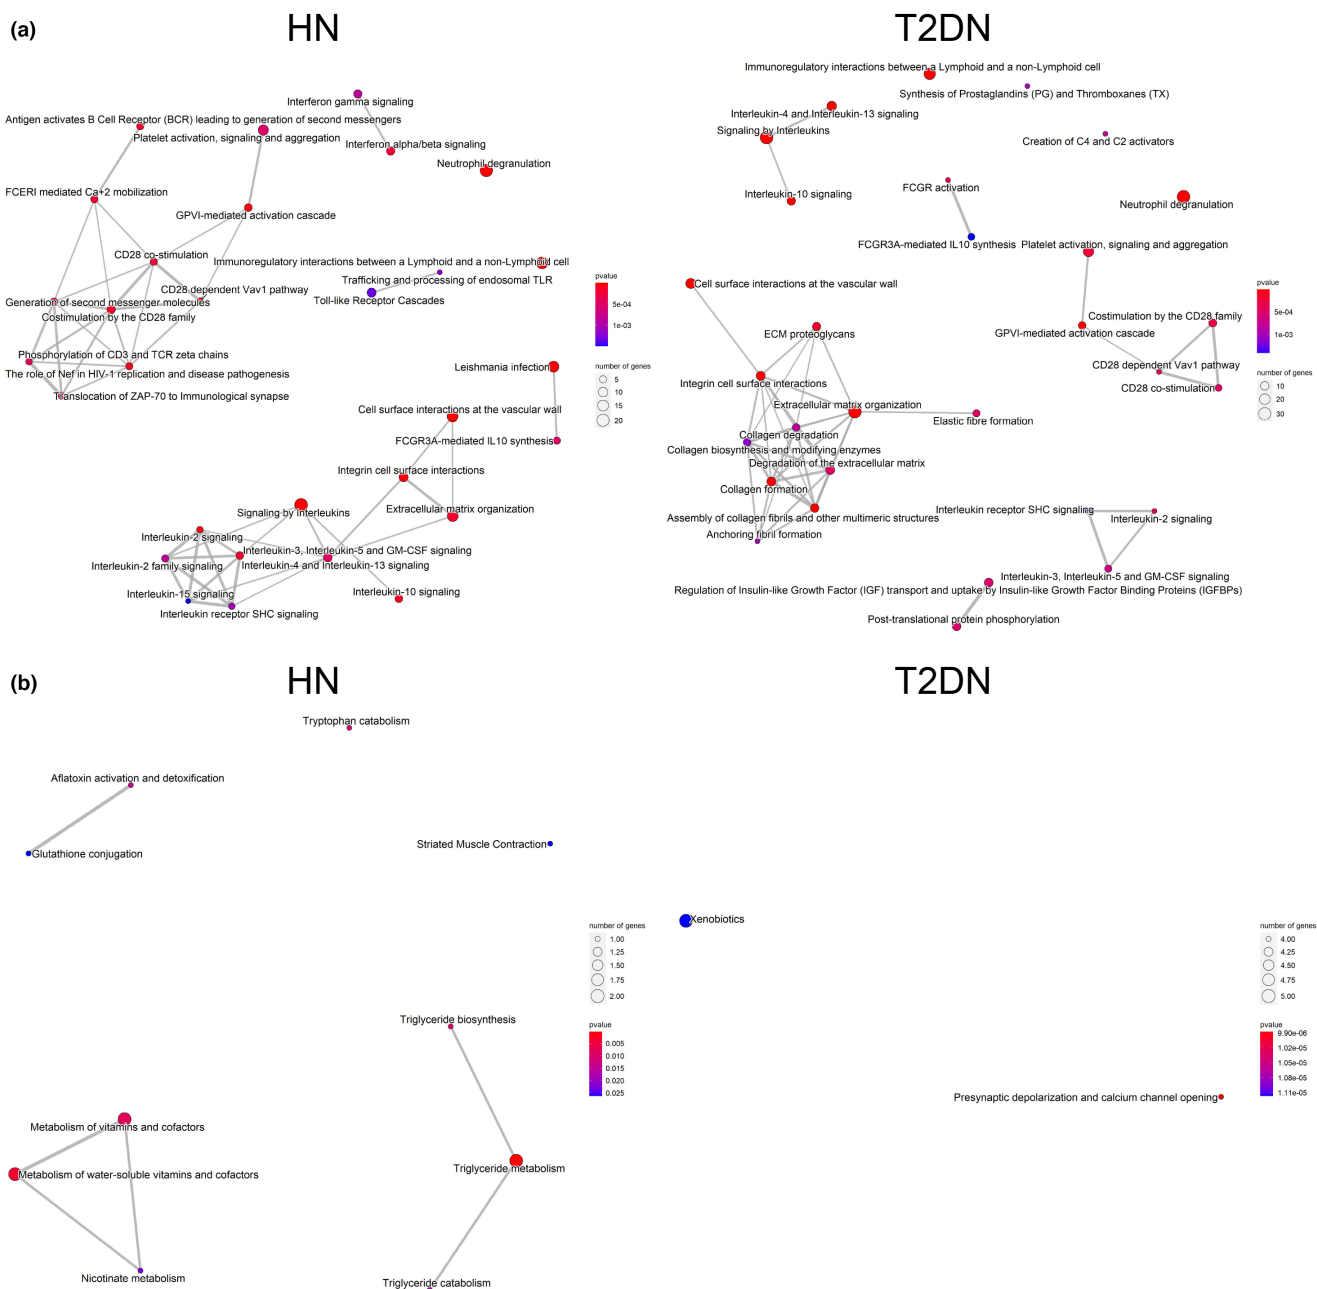 (a)
HN
T2DN
Interferon gamma signaling
Antigen activates B Cell Receptor (BCR) leading to generation of second messengers
Platelet activation, signaling and aggregation
Interferon alpha/beta signaling
Neutrophil degranulation
FCERI mediated Ca+2 mobilization
GPVI-mediated activation cascade
CD28 co-stimulation
Immunoregulatory interactions between a Lymphoid and a non-Lymphoid cell
Trafficking and processing of endosomal TLR
CD28 dependent Vav1 pathway
Toll-like Receptor Cascades
Generation of second messenger molecules
Costimulation by the CD28 family
Phosphorylation of CD3 and TCR zeta chains
The role of Nef in HIV-1 replication and disease pathogenesis
Translocation of ZAP-70 to Immunological synapse
Leishmania infection
Cell surface interactions at the vascular wall
FCGR3A-mediated IL10 synthesis
Integrin cell surface interactions
Signaling by Interleukins
Extracellular matrix organization
Interleukin-2 signaling
Interleukin-3, Interleukin-5 and GM-CSF signaling
Interleukin-2 family signaling
Interleukin-4 and Interleukin-13 signaling
Interleukin-15 signaling
Interleukin-10 signaling
Interleukin receptor SHC signaling
pvalue
5e-04
1e-03
number of genes
5
10
15
20
Immunoregulatory interactions between a Lymphoid and a non-Lymphoid cell
Synthesis of Prostaglandins (PG) and Thromboxanes (TX)
Interleukin-4 and Interleukin-13 signaling
Signaling by Interleukins
Creation of C4 and C2 activators
Interleukin-10 signaling
FCGR activation
Neutrophil degranulation
FCGR3A-mediated IL10 synthesis
Platelet activation, signaling and aggregation
Cell surface interactions at the vascular wall
Costimulation by the CD28 family
ECM proteoglycans
GPVI-mediated activation cascade
CD28 dependent Vav1 pathway
Integrin cell surface interactions
CD28 co-stimulation
Extracellular matrix organization
Elastic fibre formation
Collagen degradation
Collagen biosynthesis and modifying enzymes
Degradation of the extracellular matrix
Collagen formation
Interleukin receptor SHC signaling
Assembly of collagen fibrils and other multimeric structures
Interleukin-2 signaling
Anchoring fibril formation
Interleukin-3, Interleukin-5 and GM-CSF signaling
Regulation of Insulin-like Growth Factor (IGF) transport and uptake by Insulin-like Growth Factor Binding Proteins (IGFBPs)
Post-translational protein phosphorylation
pvalue
5e-04
1e-03
number of genes
10
20
30
(b)
HN
T2DN
Tryptophan catabolism
Aflatoxin activation and detoxification
Glutathione conjugation
Striated Muscle Contraction
Triglyceride biosynthesis
Metabolism of vitamins and cofactors
Metabolism of water-soluble vitamins and cofactors
Triglyceride metabolism
Nicotinate metabolism
Triglyceride catabolism
number of genes
1.00
1.25
1.50
1.75
2.00
pvalue
0.005
0.010
0.015
0.020
0.025
Xenobiotics
Presynaptic depolarization and calcium channel opening
number of genes
4.00
4.25
4.50
4.75
5.00
pvalue
9.90e-06
1.02e-05
1.05e-05
1.08e-05
1.11e-05